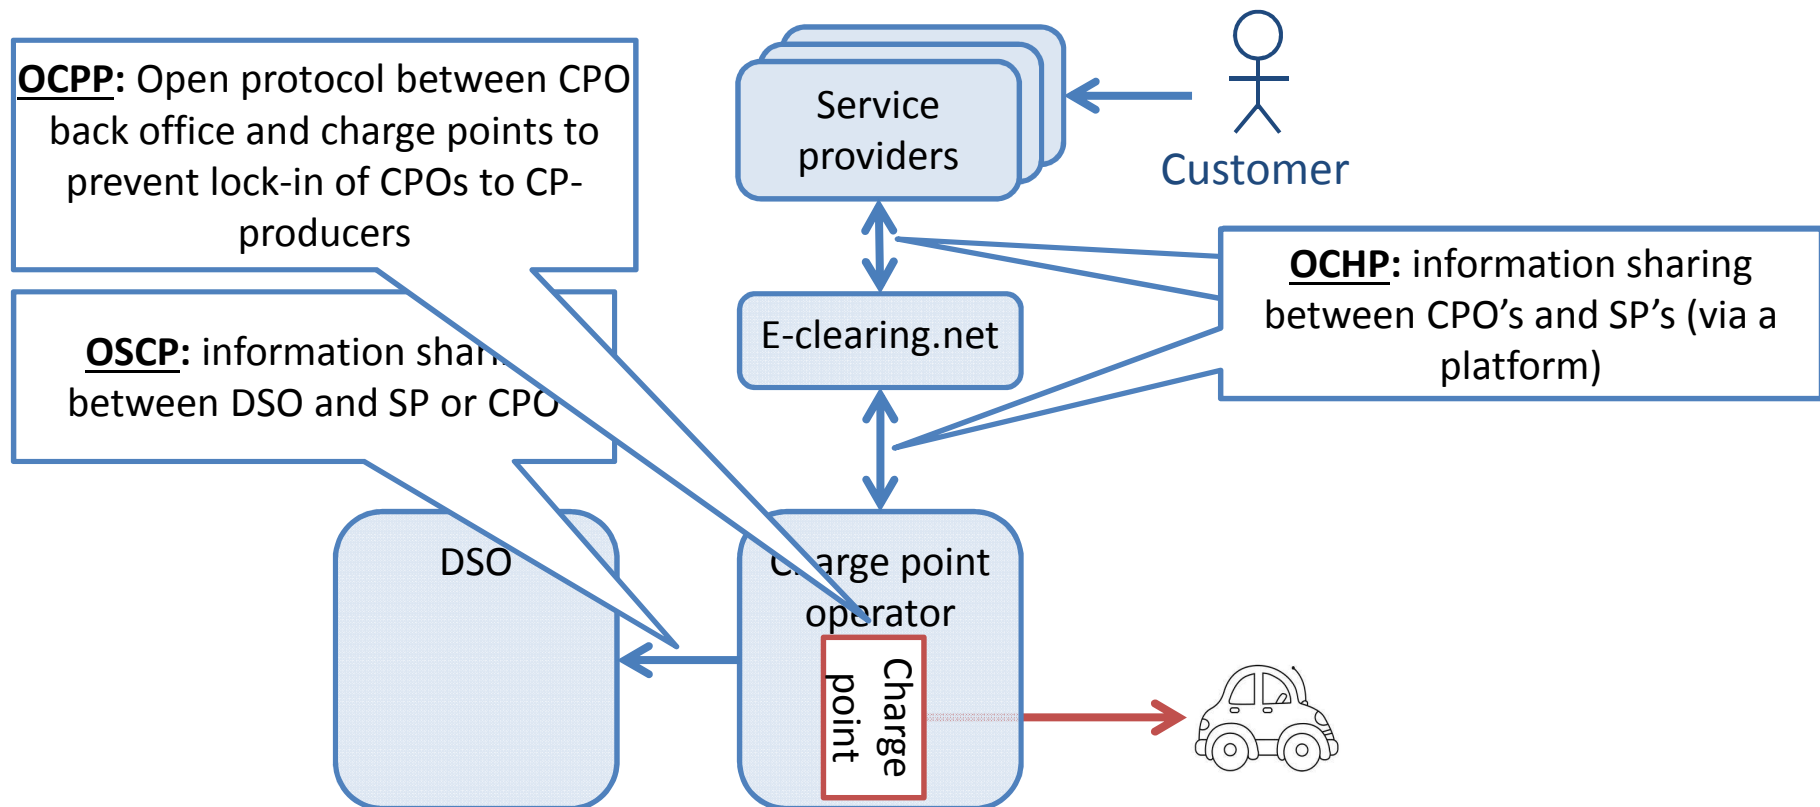 OCPP: Open protocol between CPO
back office and charge points to
prevent lock-in of CPOs to CP-
producers
Service
providers
Customer
OCHP: information sharing
between CPO's and SP's (via a
platform)
E-clearing.net
OSCP: information shari
between DSO and SP or CPO
DSO
Charge point
operator
Charge
point